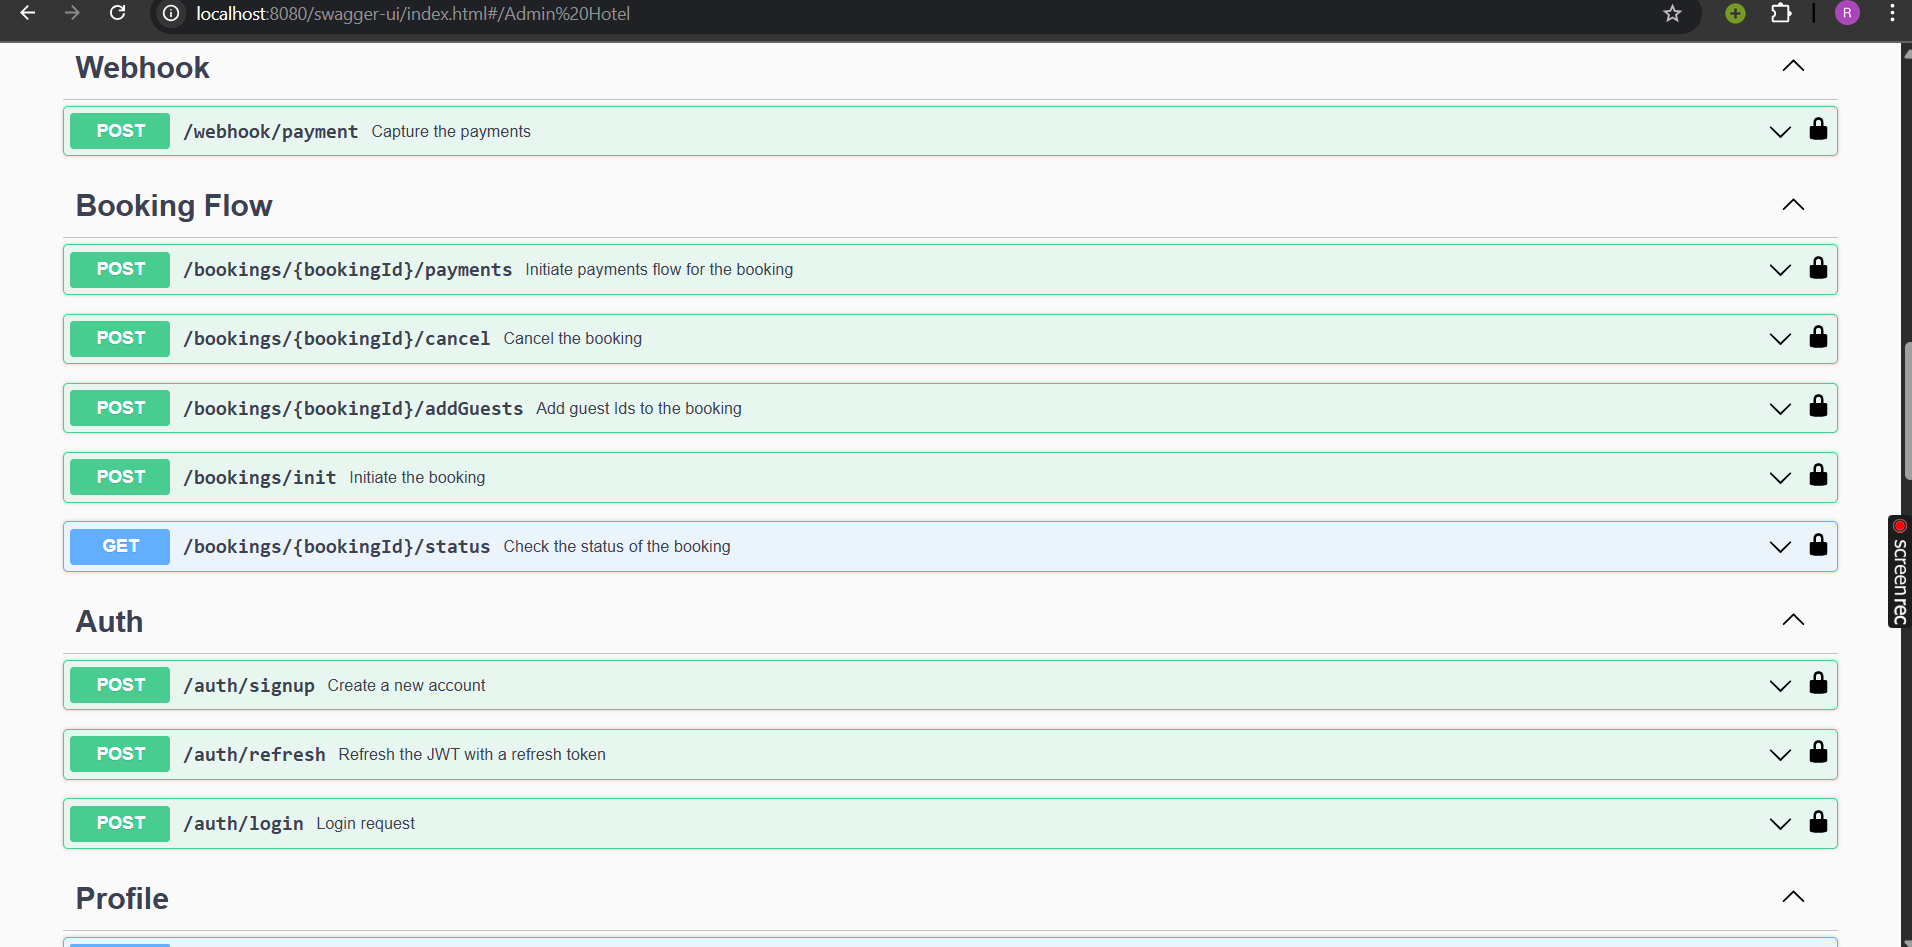 localhost:8080/swagger-ui/index.html#/Admin%20Hotel
R
Webhook
POST /webhook/payment Capture the payments
Booking Flow
POST /bookings/{bookingId}/payments Initiate payments flow for the booking
POST /bookings/{bookingId}/cancel Cancel the booking
POST /bookings/{bookingId}/addGuests Add guest Ids to the booking
POST /bookings/init Initiate the booking
GET /bookings/{bookingId}/status Check the status of the booking
screenrec
Auth
POST /auth/signup Create a new account
POST /auth/refresh Refresh the JWT with a refresh token
POST /auth/login Login request
Profile